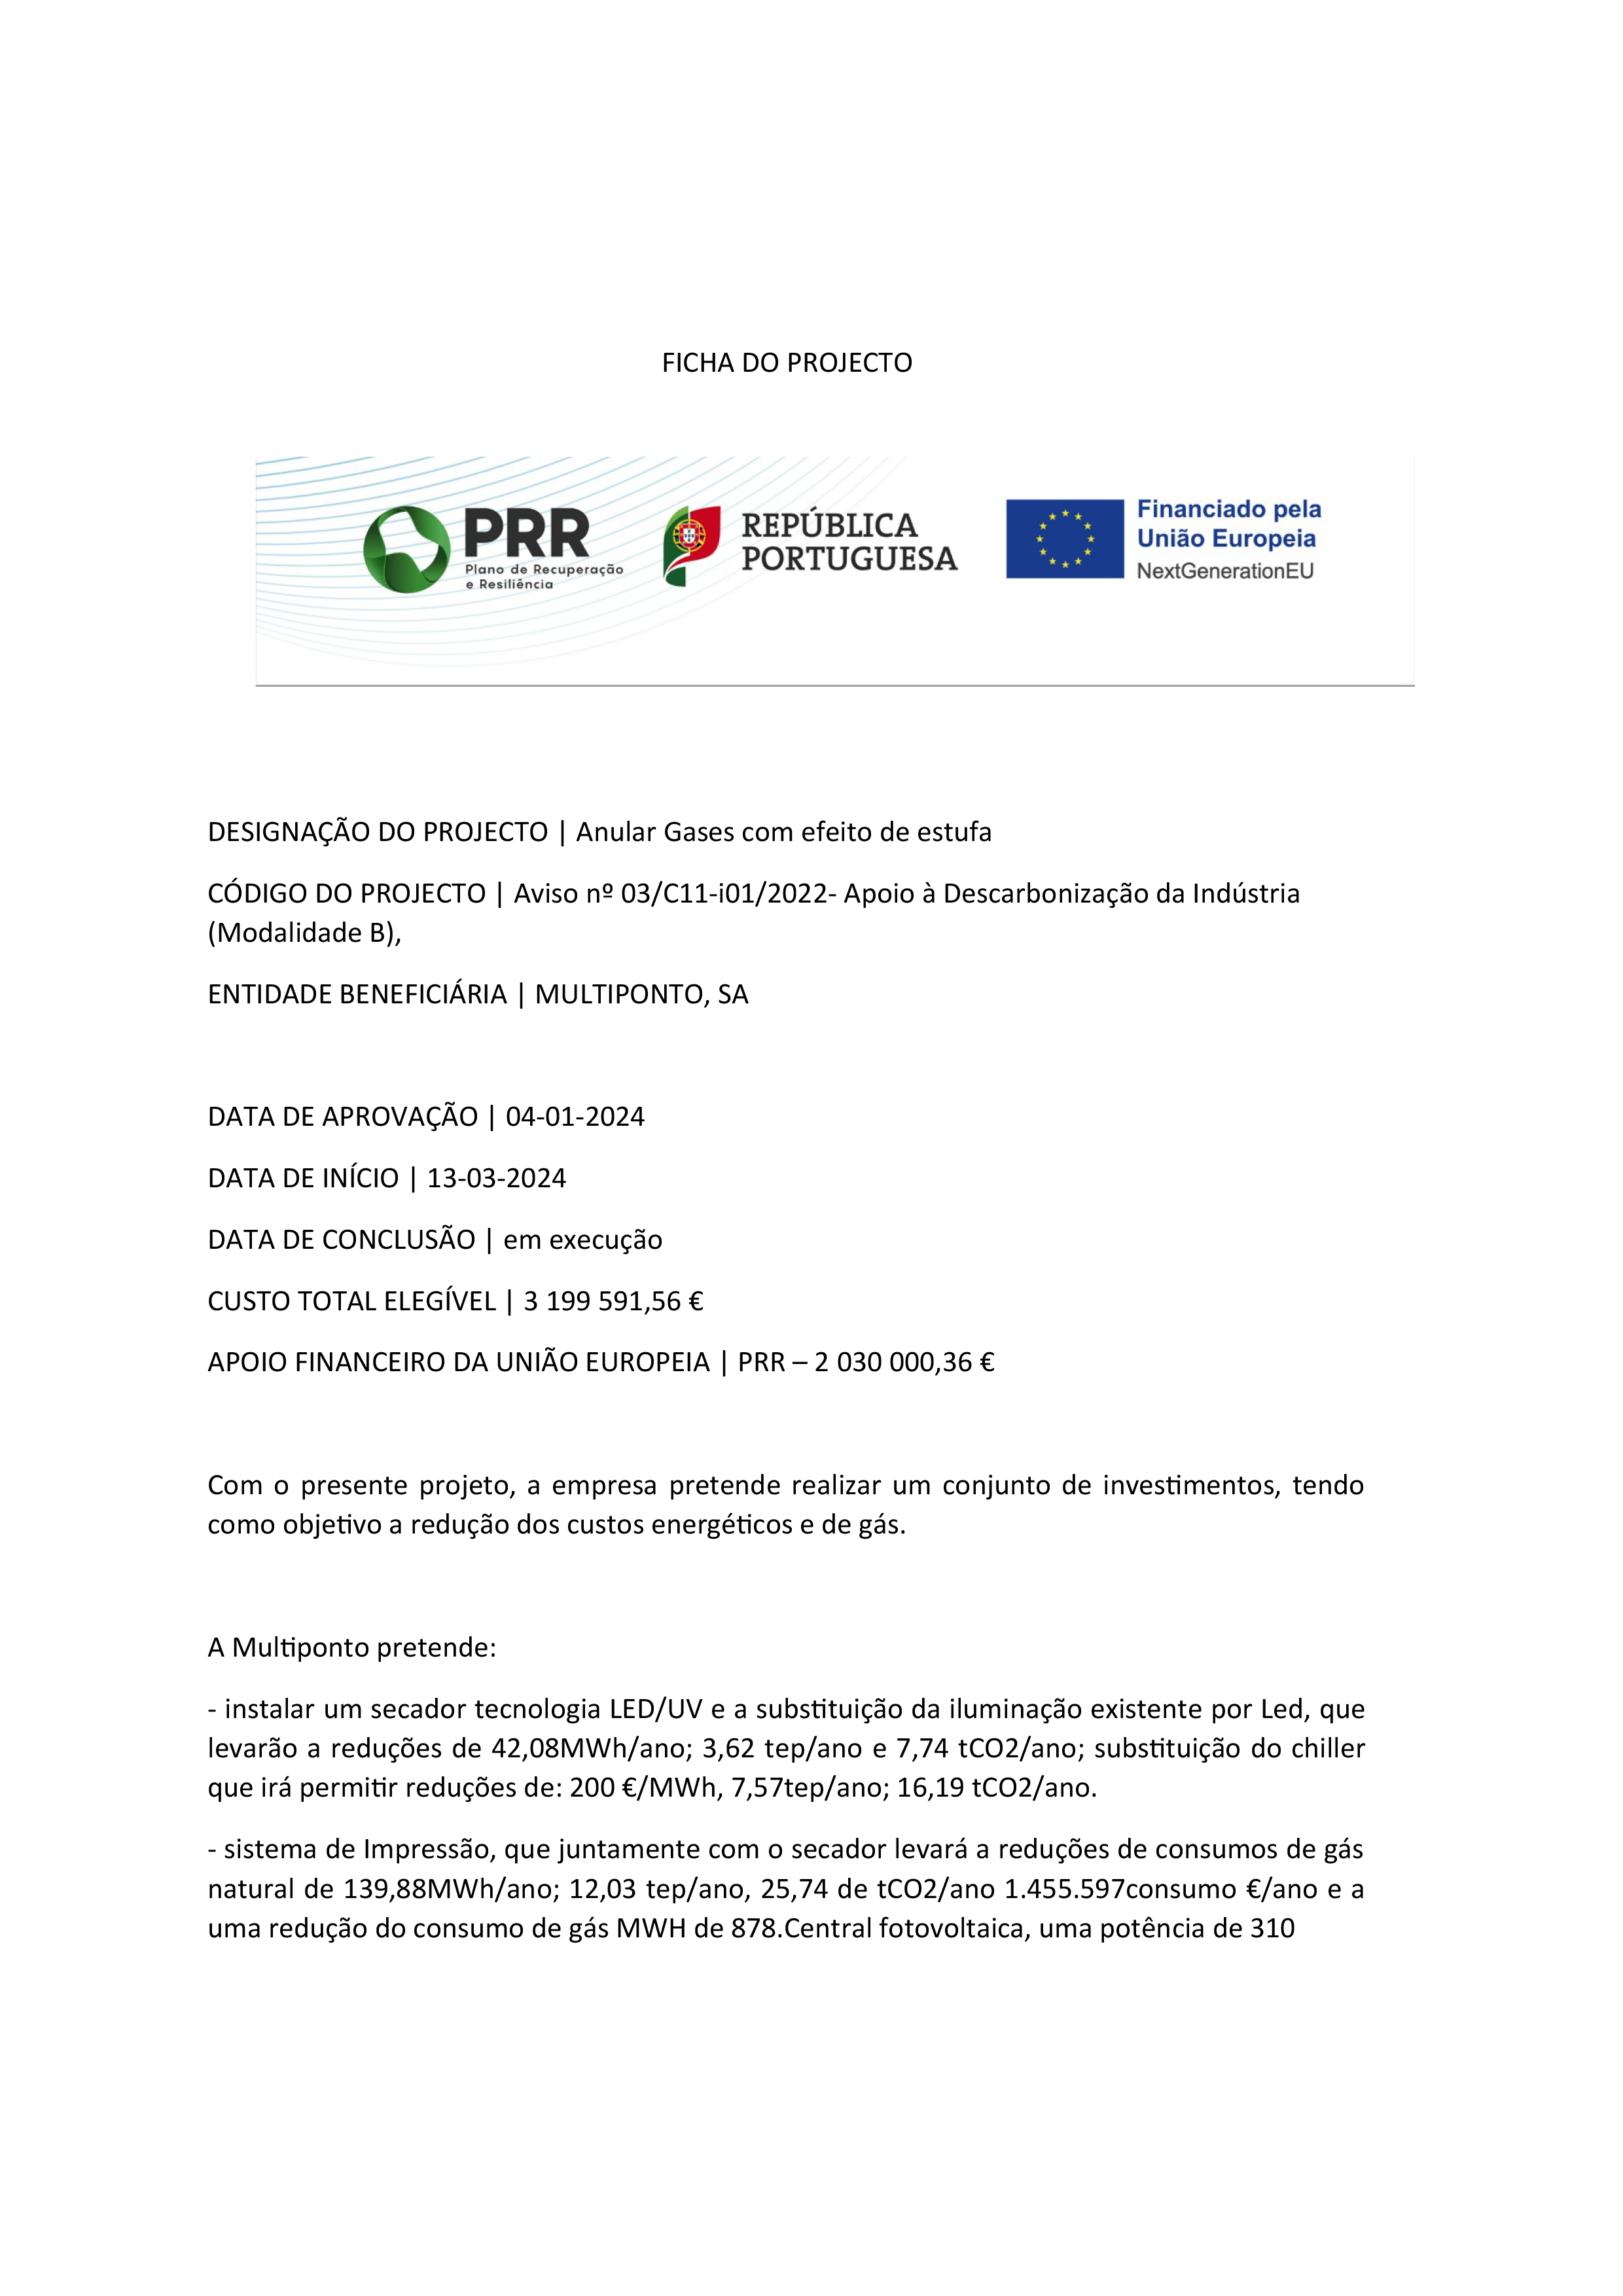 FICHA DO PROJECTO
PRR
Plano de Recuperação
e Resiliência
REPÚBLICA
PORTUGUESA
Financiado pela
União Europeia
NextGenerationEU
DESIGNAÇÃO DO PROJECTO | Anular Gases com efeito de estufa
CÓDIGO DO PROJECTO | Aviso nº 03/C11-i01/2022- Apoio à Descarbonização da Indústria
(Modalidade B),
ENTIDADE BENEFICIÁRIA | MULTIPONTO, SA
DATA DE APROVAÇÃO | 04-01-2024
DATA DE INÍCIO | 13-03-2024
DATA DE CONCLUSÃO | em execução
CUSTO TOTAL ELEGÍVEL | 3 199 591,56 €
APOIO FINANCEIRO DA UNIÃO EUROPEIA | PRR – 2 030 000,36 €
Com o presente projeto, a empresa pretende realizar um conjunto de investimentos, tendo
como objetivo a redução dos custos energéticos e de gás.
A Multiponto pretende:
- instalar um secador tecnologia LED/UV e a substituição da iluminação existente por Led, que
levarão a reduções de 42,08MWh/ano; 3,62 tep/ano e 7,74 tCO2/ano; substituição do chiller
que irá permitir reduções de: 200 €/MWh, 7,57tep/ano; 16,19 tCO2/ano.
- sistema de Impressão, que juntamente com o secador levará a reduções de consumos de gás
natural de 139,88MWh/ano; 12,03 tep/ano, 25,74 de tCO2/ano 1.455.597consumo €/ano e a
uma redução do consumo de gás MWH de 878.Central fotovoltaica, uma potência de 310